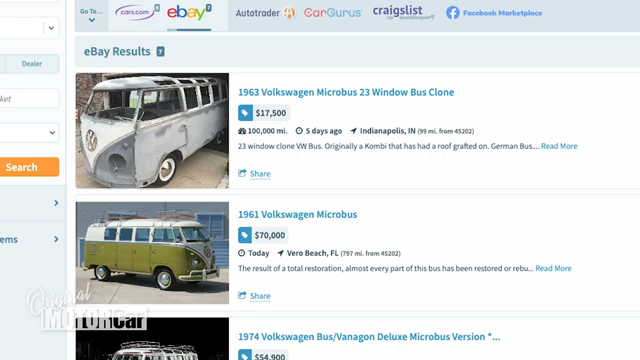 Go To...
cars.com 6
ebay 7
Autotrader
CarGurus
craigslist
Facebook Marketplace
eBay Results 7
Dealer
ket
Search
ems
1963 Volkswagen Microbus 23 Window Bus Clone
$17,500
100,000 mi. 5 days ago Indianapolis, IN (99 mi. from 45202)
23 window clone VW Bus. Originally a Kombi that has had a roof grafted on. German Bus.... Read More
Share
1961 Volkswagen Microbus
$70,000
Today Vero Beach, FL (797 mi. from 45202)
The result of a total restoration, almost every part of this bus has been restored or rebu... Read More
Share
Original
MOTORCar
1974 Volkswagen Bus/Vanagon Deluxe Microbus Version *...
$54,900